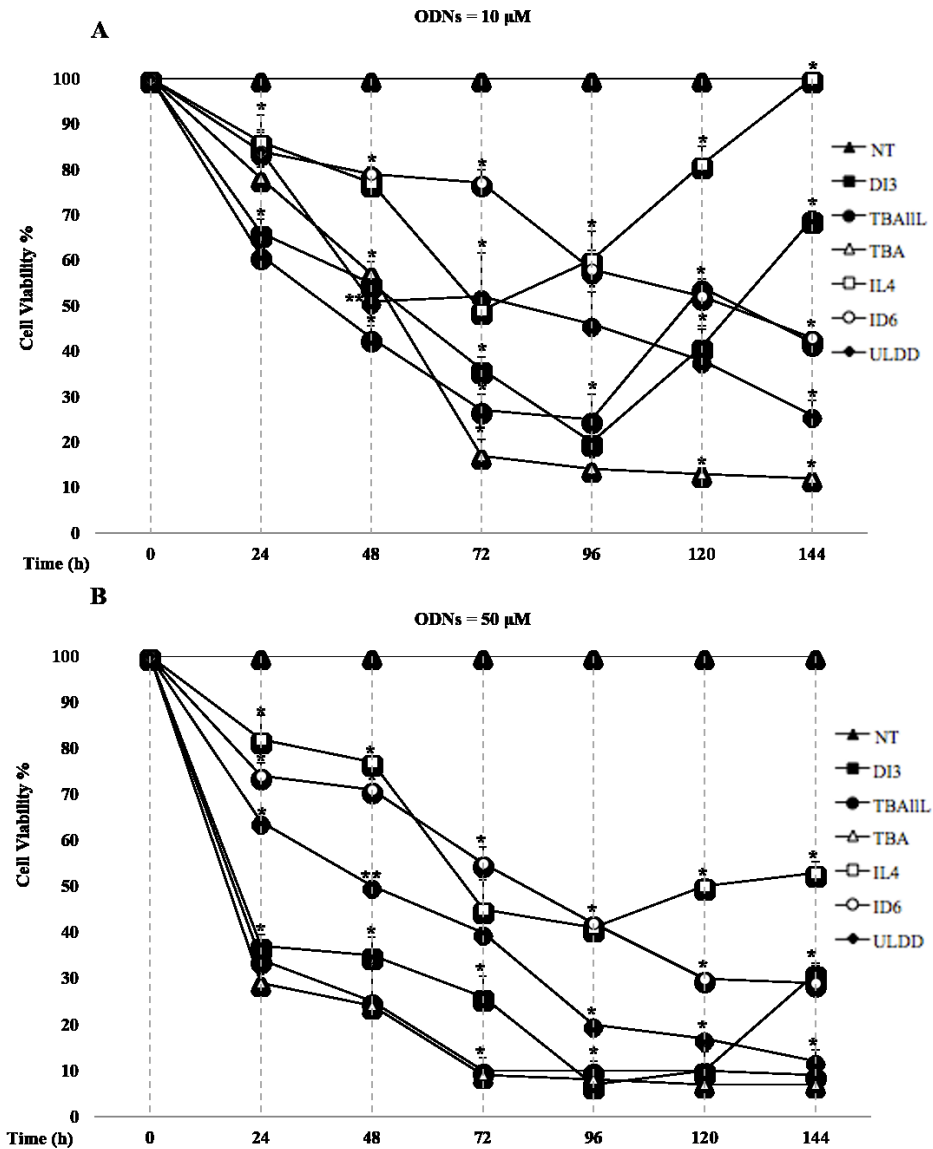 ODNs = 10 µM
A
100
90
80
70
60
50
40
30
20
10
0
Cell Viability %
* * * * * * * * * ** * * * * * * * * * * * *
NT
DI3
TBA11L
TBA
IL4
ID6
ULDD
Time (h) 0 24 48 72 96 120 144
B
ODNs = 50 µM
100
90
80
70
60
50
40
30
20
10
0
Cell Viability %
* * * * * ** * * * * * * * * * * * * *
NT
DI3
TBA11L
TBA
IL4
ID6
ULDD
Time (h) 0 24 48 72 96 120 144